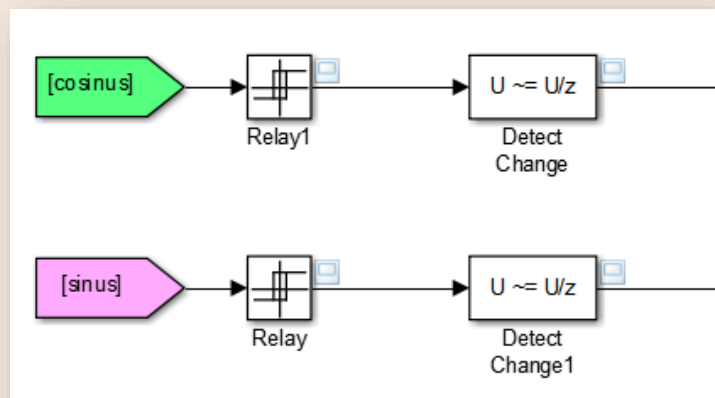 [cosinus]
Relay1
U ~= U/z
Detect
Change
[sinus]
Relay
U ~= U/z
Detect
Change1